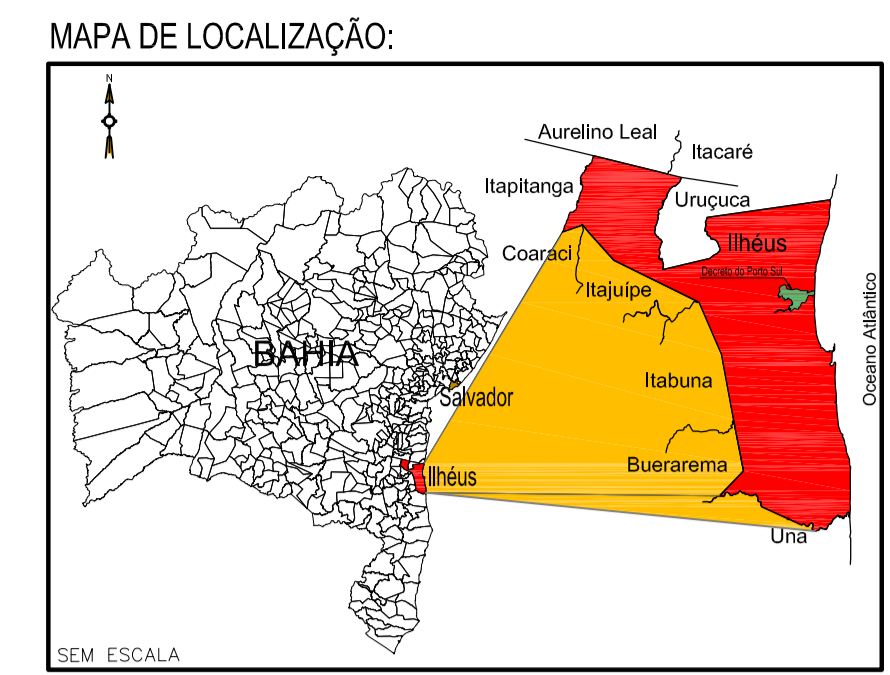 MAPA DE LOCALIZAÇÃO:
N
Aurelino Leal
Itacaré
Itapitanga
Uruçuca
Coaraci
Ilhéus
Decreto do Porto Sul
Itajuípe
Oceano Atlântico
BAHIA
Itabuna
Salvador
Buerarema
Ilhéus
Una
SEM ESCALA